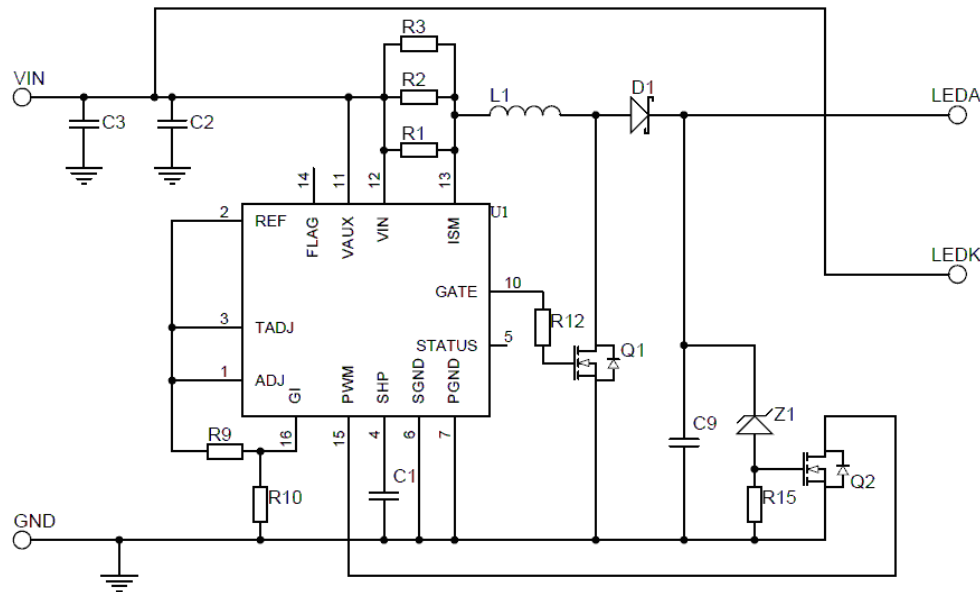 R3
VIN
R2
L1
D1
LEDA
C3
C2
R1
14
11
12
13
2
REF
FLAG
VAUX
VIN
ISM
U1
LEDK
GATE
10
3
TADJ
R12
STATUS
5
Q1
1
ADJ
GI
PWM
SHP
SGND
PGND
R9
16
15
4
6
7
C9
Z1
R10
C1
R15
Q2
GND